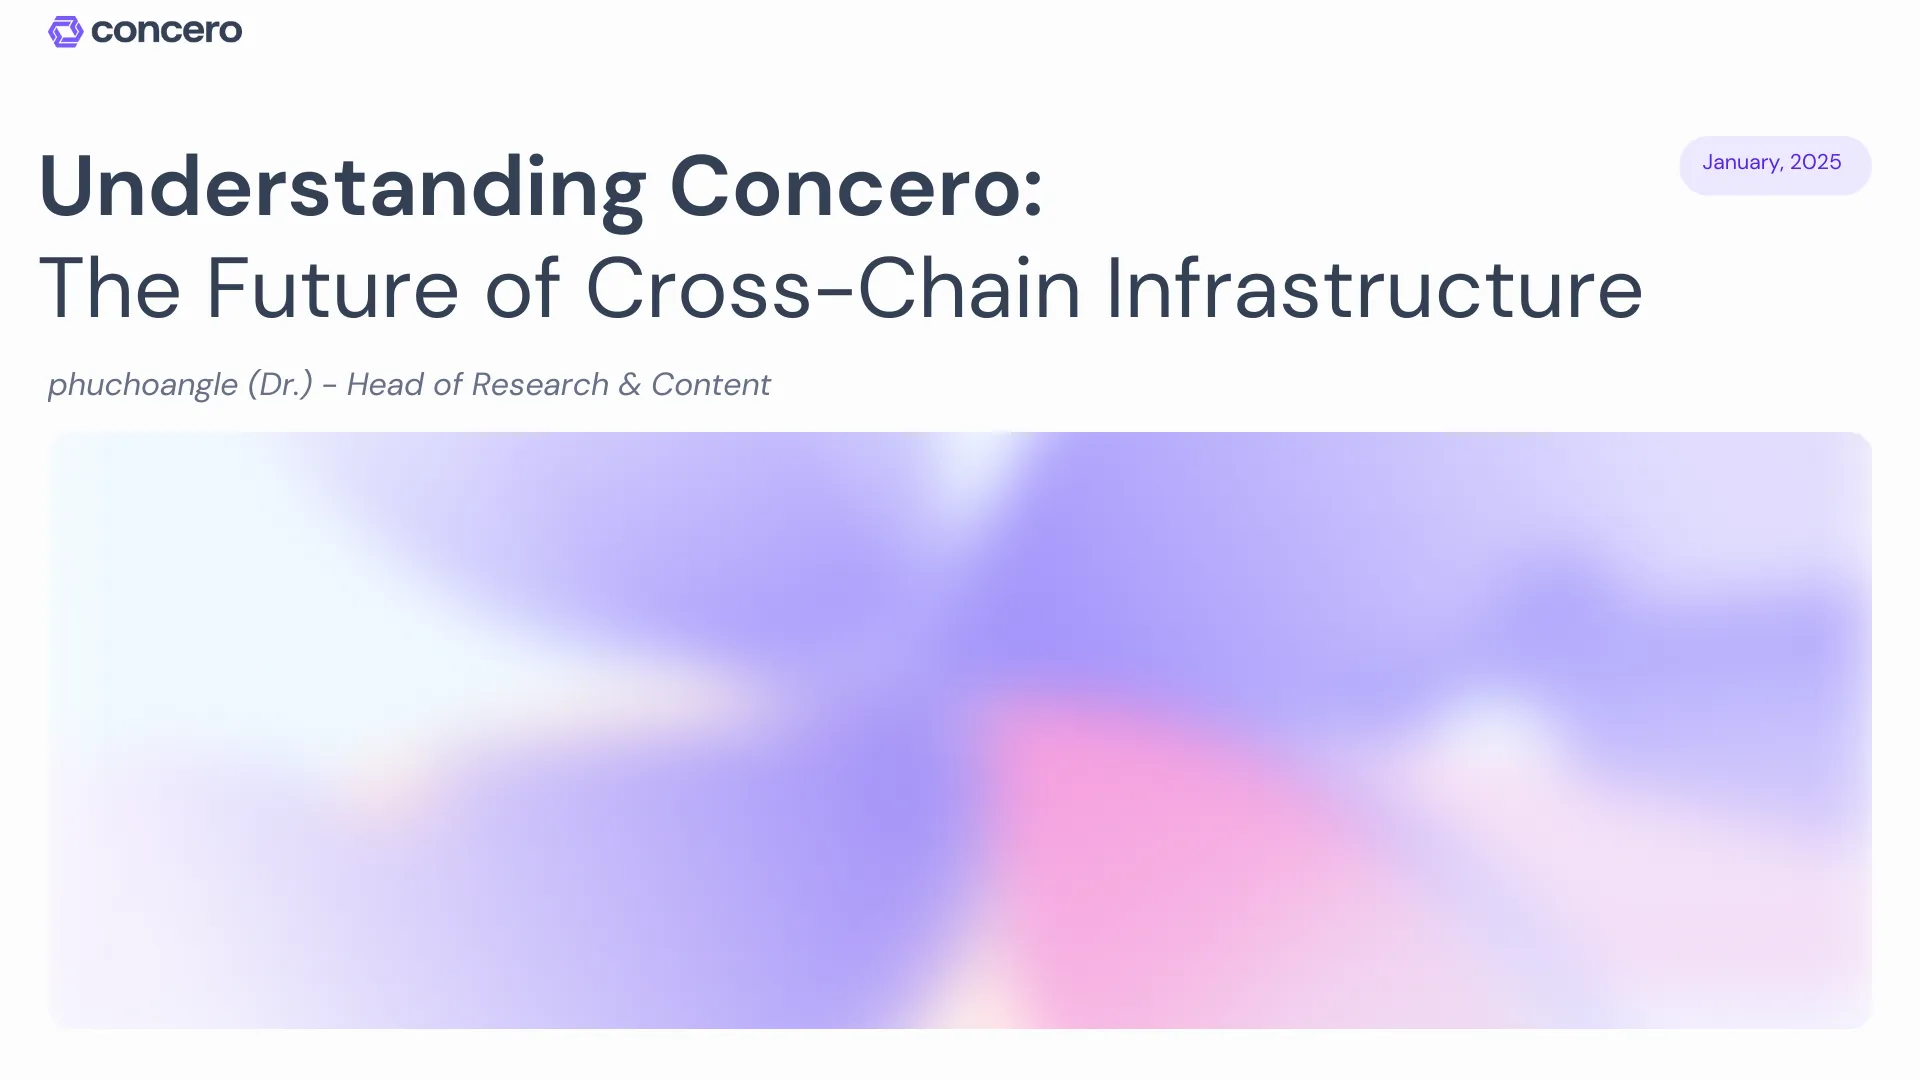 concero
Understanding Concero:
January, 2025
The Future of Cross-Chain Infrastructure
phuchoangle (Dr.) - Head of Research & Content